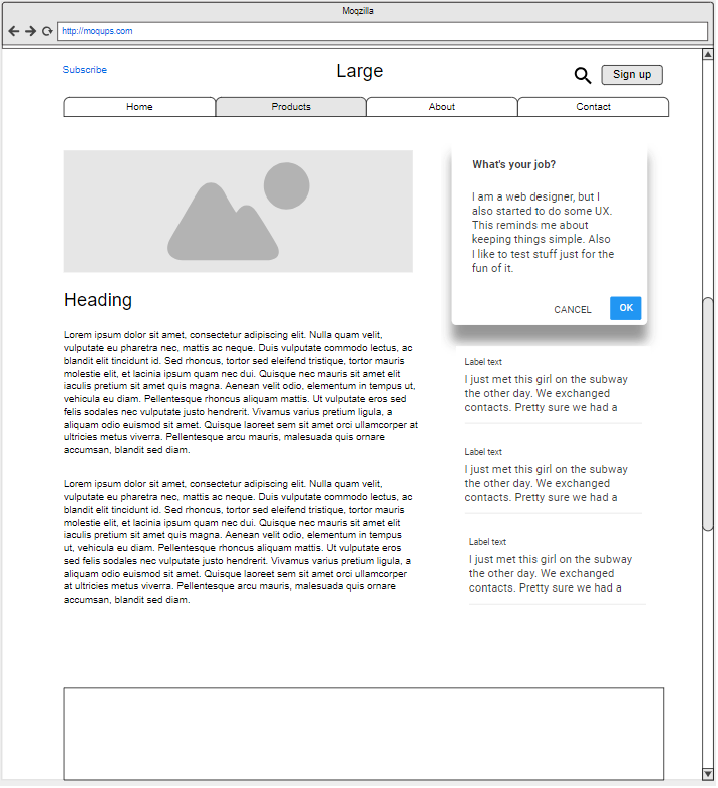 Moqzilla
http://moqups.com
Subscribe
Large
Sign up
Home
Products
About
Contact
What's your job?
I am a web designer, but I
also started to do some UX.
This reminds me about
keeping things simple. Also
I like to test stuff just for the
fun of it.
CANCEL
OK
Heading
Lorem ipsum dolor sit amet, consectetur adipiscing elit. Nulla quam velit,
vulputate eu pharetra nec, mattis ac neque. Duis vulputate commodo lectus, ac
blandit elit tincidunt id. Sed rhoncus, tortor sed eleifend tristique, tortor mauris
molestie elit, et lacinia ipsum quam nec dui. Quisque nec mauris sit amet elit
iaculis pretium sit amet quis magna. Aenean velit odio, elementum in tempus ut,
vehicula eu diam. Pellentesque rhoncus aliquam mattis. Ut vulputate eros sed
felis sodales nec vulputate justo hendrerit. Vivamus varius pretium ligula, a
aliquam odio euismod sit amet. Quisque laoreet sem sit amet orci ullamcorper at
ultricies metus viverra. Pellentesque arcu mauris, malesuada quis ornare
accumsan, blandit sed diam.
Lorem ipsum dolor sit amet, consectetur adipiscing elit. Nulla quam velit,
vulputate eu pharetra nec, mattis ac neque. Duis vulputate commodo lectus, ac
blandit elit tincidunt id. Sed rhoncus, tortor sed eleifend tristique, tortor mauris
molestie elit, et lacinia ipsum quam nec dui. Quisque nec mauris sit amet elit
iaculis pretium sit amet quis magna. Aenean velit odio, elementum in tempus
ut, vehicula eu diam. Pellentesque rhoncus aliquam mattis. Ut vulputate eros
sed felis sodales nec vulputate justo hendrerit. Vivamus varius pretium ligula, a
aliquam odio euismod sit amet. Quisque laoreet sem sit amet orci ullamcorper
at ultricies metus viverra. Pellentesque arcu mauris, malesuada quis ornare
accumsan, blandit sed diam.
Label text
I just met this girl on the subway
the other day. We exchanged
contacts. Pretty sure we had a
Label text
I just met this girl on the subway
the other day. We exchanged
contacts. Pretty sure we had a
Label text
I just met this girl on the subway
the other day. We exchanged
contacts. Pretty sure we had a